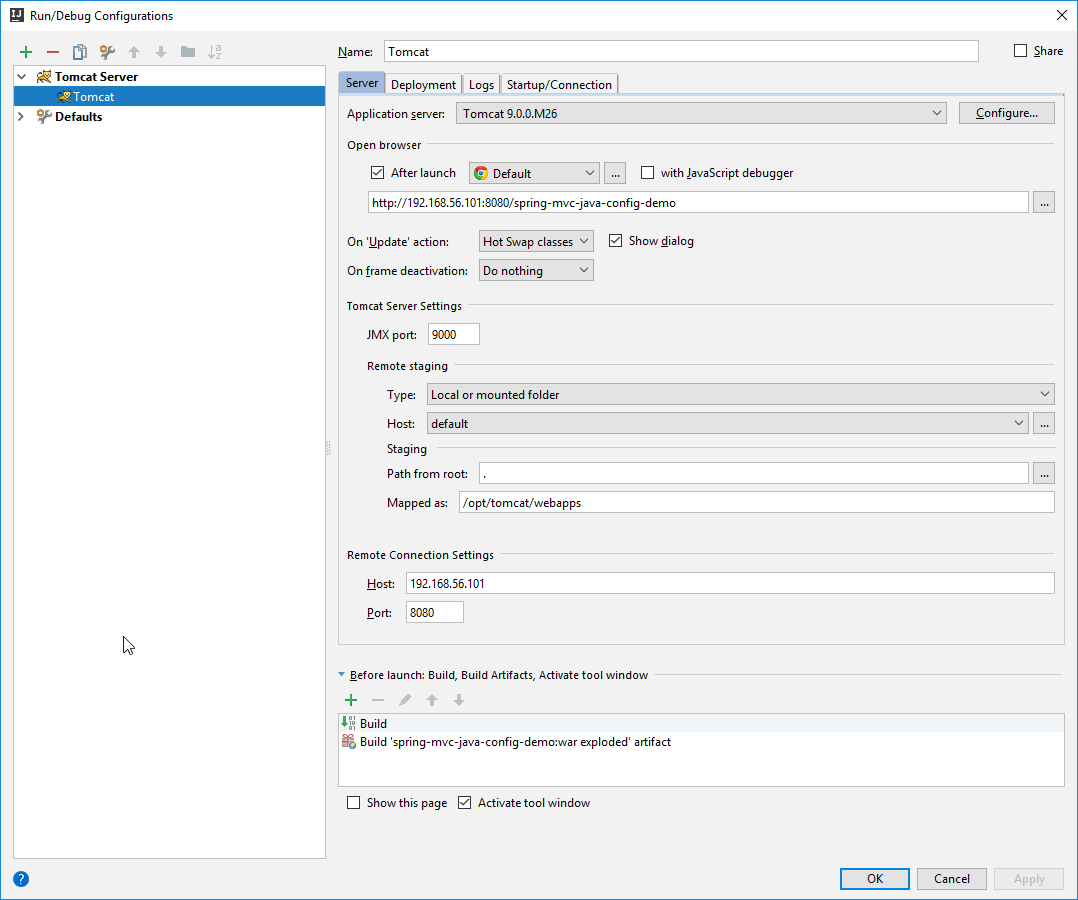 Run/Debug Configurations
Name: Tomcat Share
Tomcat Server
Tomcat
Defaults
Server Deployment Logs Startup/Connection
Application server: Tomcat 9.0.0.M26 Configure...
Open browser
After launch Default ... with JavaScript debugger
http://192.168.56.101:8080/spring-mvc-java-config-demo ...
On 'Update' action: Hot Swap classes Show dialog
On frame deactivation: Do nothing
Tomcat Server Settings
JMX port: 9000
Remote staging
Type: Local or mounted folder
Host: default ...
Staging
Path from root: . ...
Mapped as: /opt/tomcat/webapps
Remote Connection Settings
Host: 192.168.56.101
Port: 8080
Before launch: Build, Build Artifacts, Activate tool window
Build
Build 'spring-mvc-java-config-demo:war exploded' artifact
Show this page Activate tool window
? OK Cancel Apply